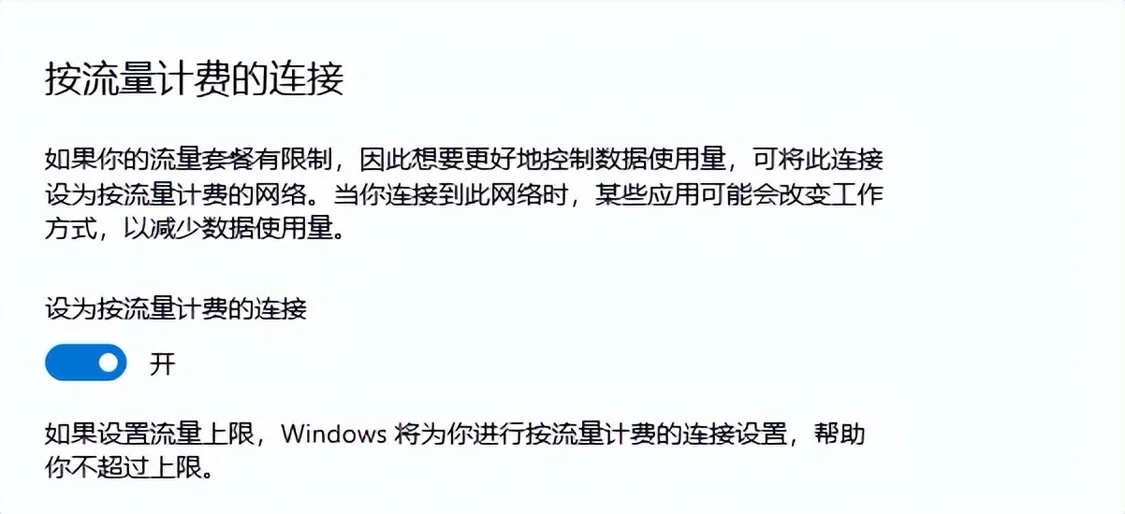 按流量计费的连接
如果你的流量套餐有限制，因此想要更好地控制数据使用量，可将此连接
设为按流量计费的网络。当你连接到此网络时，某些应用可能会改变工作
方式，以减少数据使用量。
设为按流量计费的连接
开
如果设置流量上限，Windows 将为你进行按流量计费的连接设置，帮助
你不超过上限。